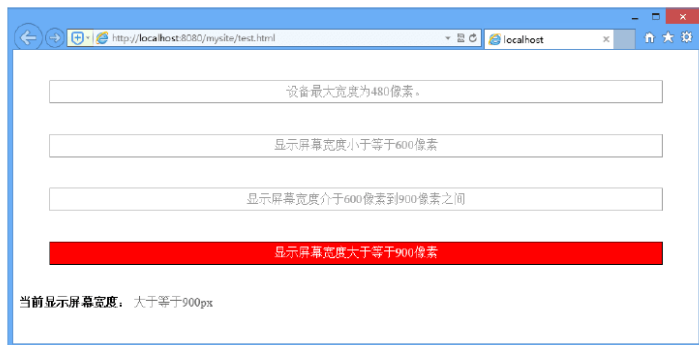 http://localhost:8080/mysite/test.html
localhost
设备最大宽度为480像素。
显示屏幕宽度小于等于600像素
显示屏幕宽度介于600像素到900像素之间
显示屏幕宽度大于等于900像素
当前显示屏幕宽度： 大于等于900px